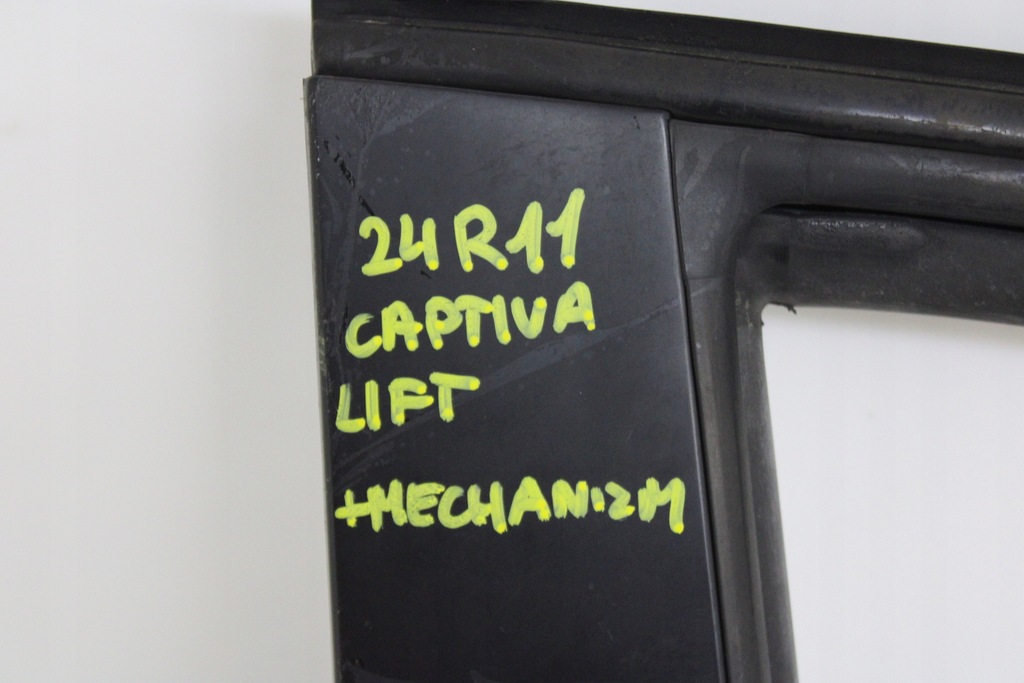 24R11
CAPTIVA
LIFT
+MECHANIZM